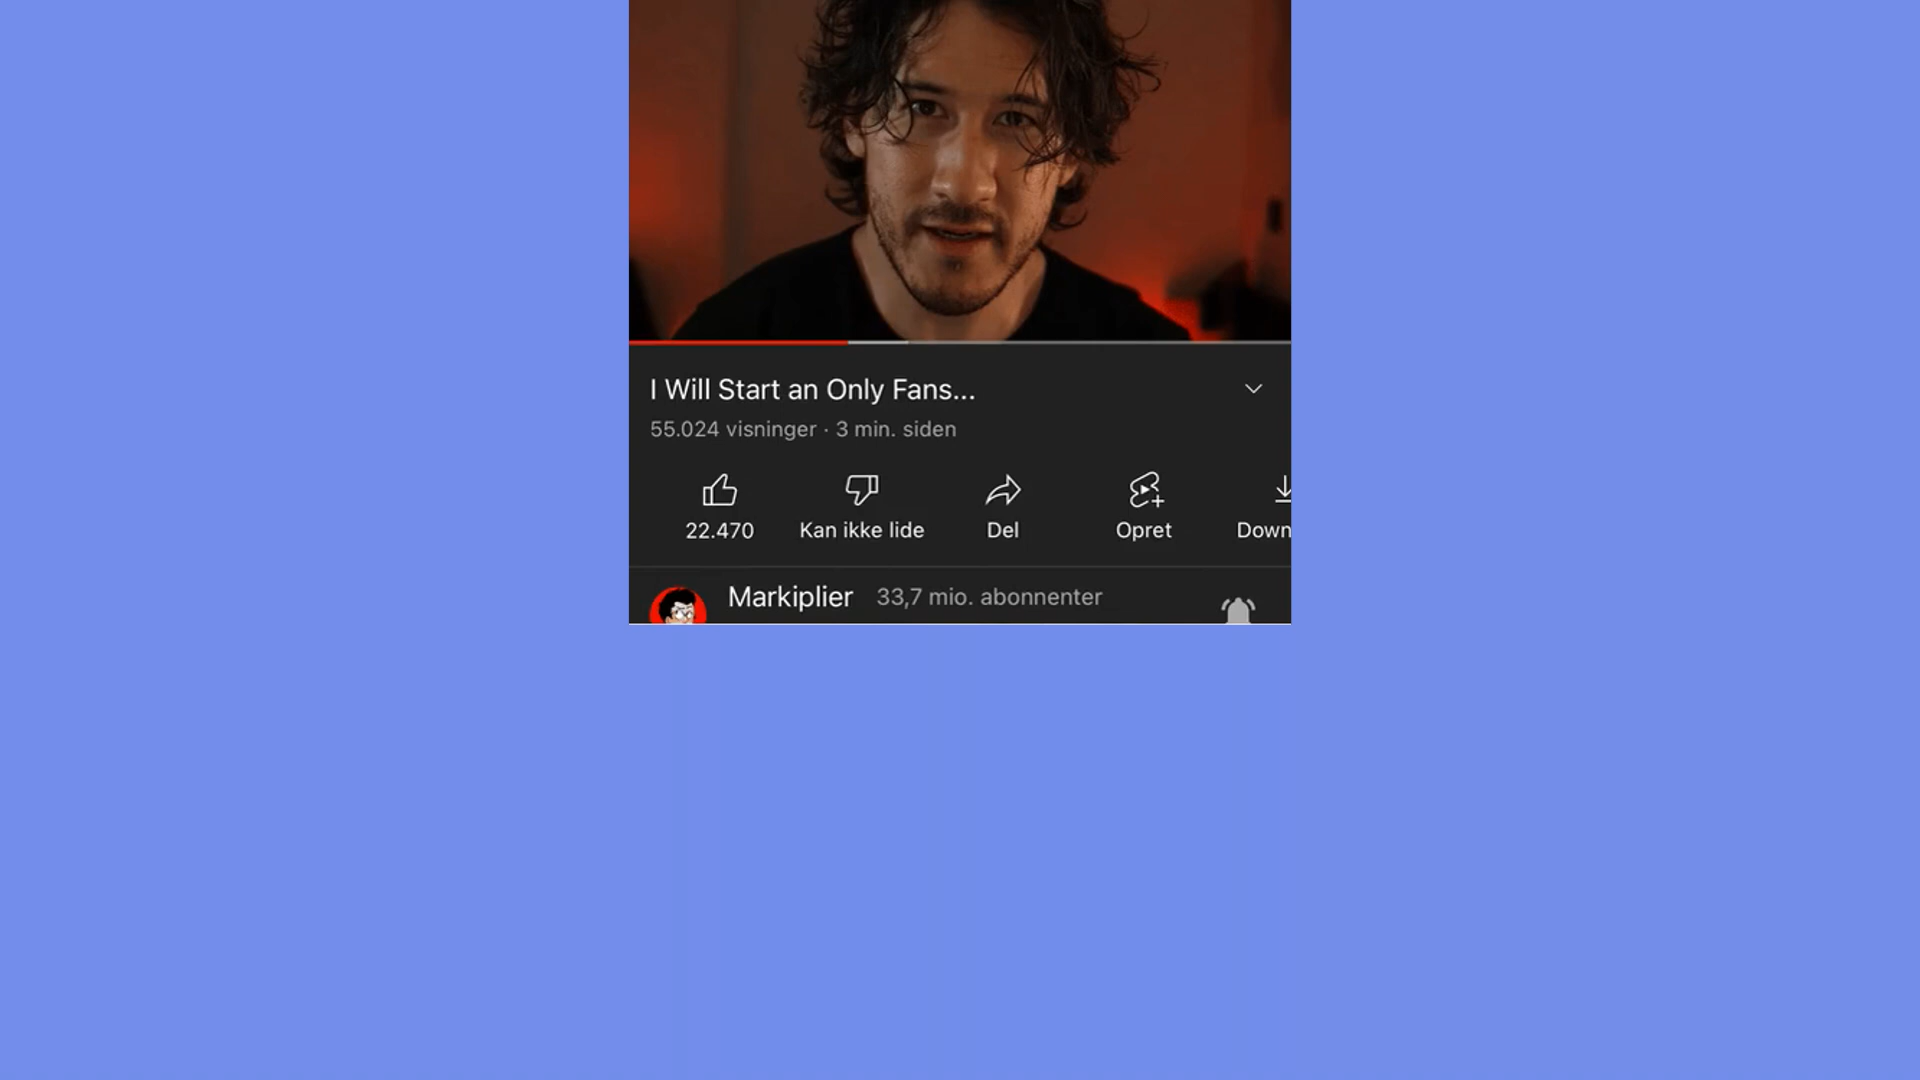 I Will Start an Only Fans...
55.024 visninger · 3 min. siden
22.470 Kan ikke lide Del Opret Down
Markiplier 33,7 mio. abonnenter